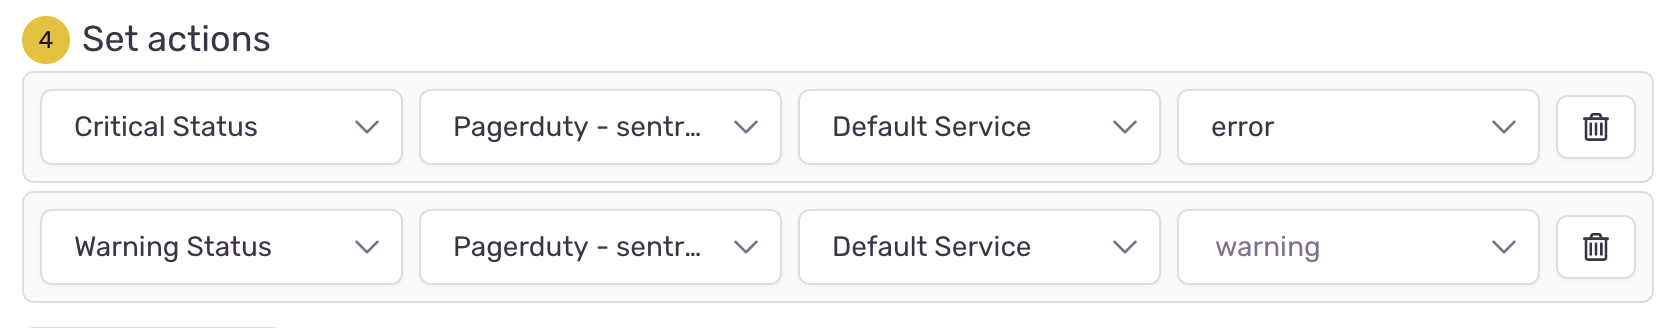 4 Set actions
Critical Status Pagerduty - sentr... Default Service error
Warning Status Pagerduty - sentr... Default Service warning